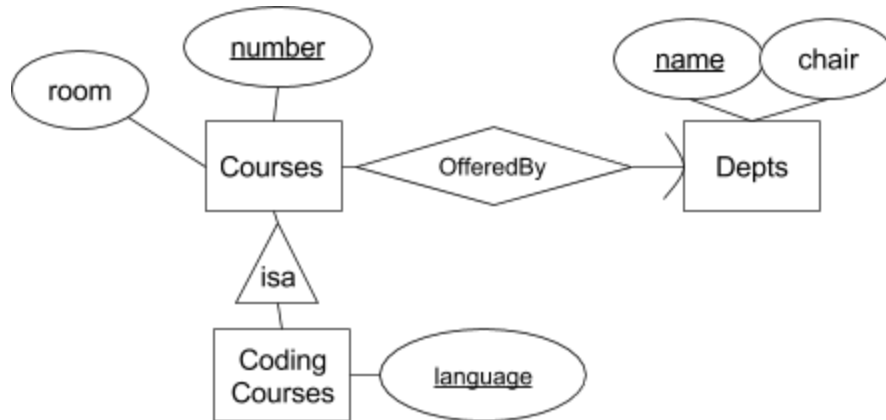 number
name
chair
room
Courses
OfferedBy
Depts
isa
Coding
Courses
language